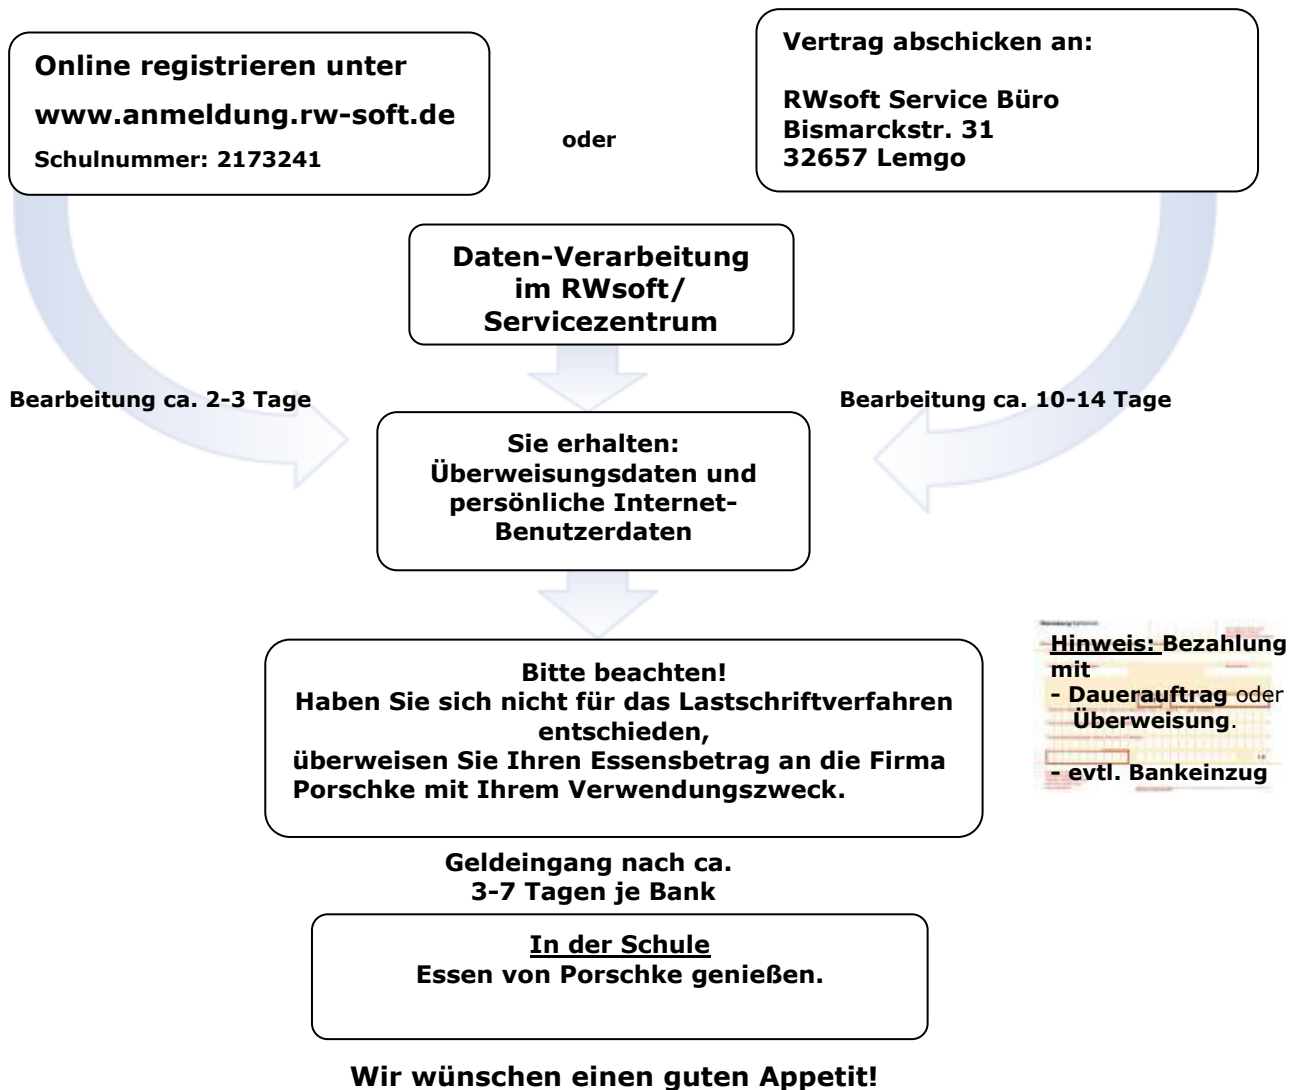 Online registrieren unter
www.anmeldung.rw-soft.de
Schulnummer: 2173241
oder
Vertrag abschicken an:
RWsoft Service Büro
Bismarckstr. 31
32657 Lemgo
Daten-Verarbeitung
im RWsoft/
Servicezentrum
Bearbeitung ca. 2-3 Tage
Bearbeitung ca. 10-14 Tage
Sie erhalten:
Überweisungsdaten und
persönliche Internet-
Benutzerdaten
Bitte beachten!
Haben Sie sich nicht für das Lastschriftverfahren
entschieden,
überweisen Sie Ihren Essensbetrag an die Firma
Porschke mit Ihrem Verwendungszweck.
Hinweis: Bezahlung
mit
- Dauerauftrag oder
Überweisung.
- evtl. Bankeinzug
Geldeingang nach ca.
3-7 Tagen je Bank
In der Schule
Essen von Porschke genießen.
Wir wünschen einen guten Appetit!